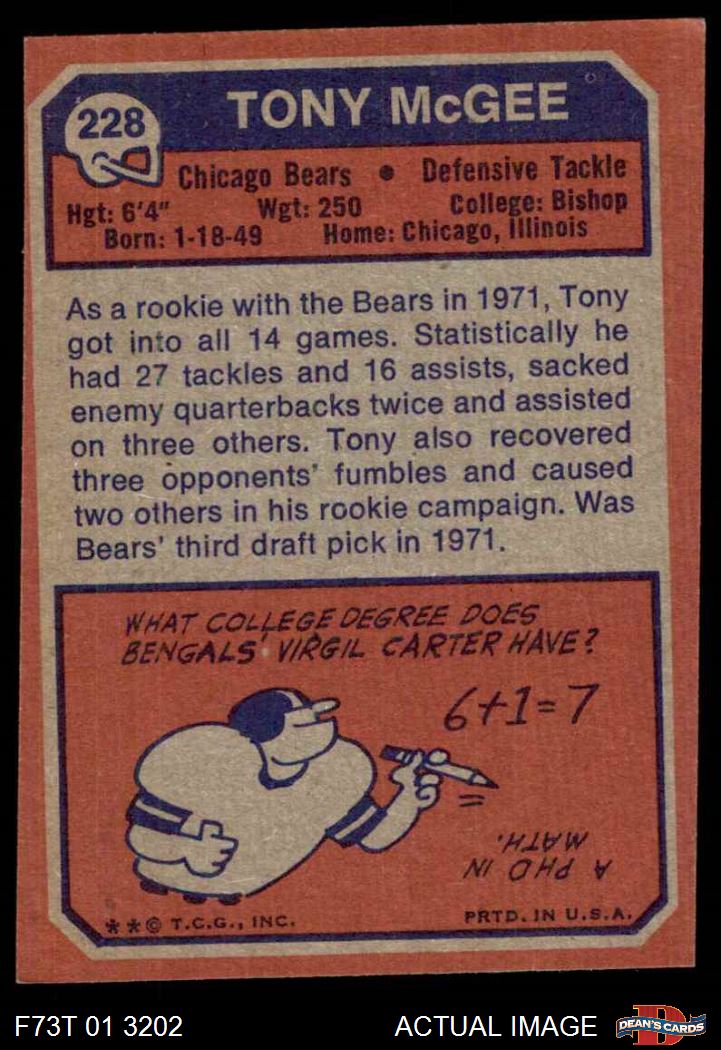 228
TONY McGEE
Chicago Bears • Defensive Tackle
Hgt: 6'4" Wgt: 250 College: Bishop
Born: 1-18-49 Home: Chicago, Illinois
As a rookie with the Bears in 1971, Tony
got into all 14 games. Statistically he
had 27 tackles and 16 assists, sacked
enemy quarterbacks twice and assisted
on three others. Tony also recovered
three opponents' fumbles and caused
two others in his rookie campaign. Was
Bears' third draft pick in 1971.
WHAT COLLEGE DEGREE DOES
BENGALS' VIRGIL CARTER HAVE?
6+1=7
A PHD IN
MATH.
**© T.C.G., INC. PRTD. IN U.S.A.
F73T 01 3202 ACTUAL IMAGE D DEAN'S CARDS